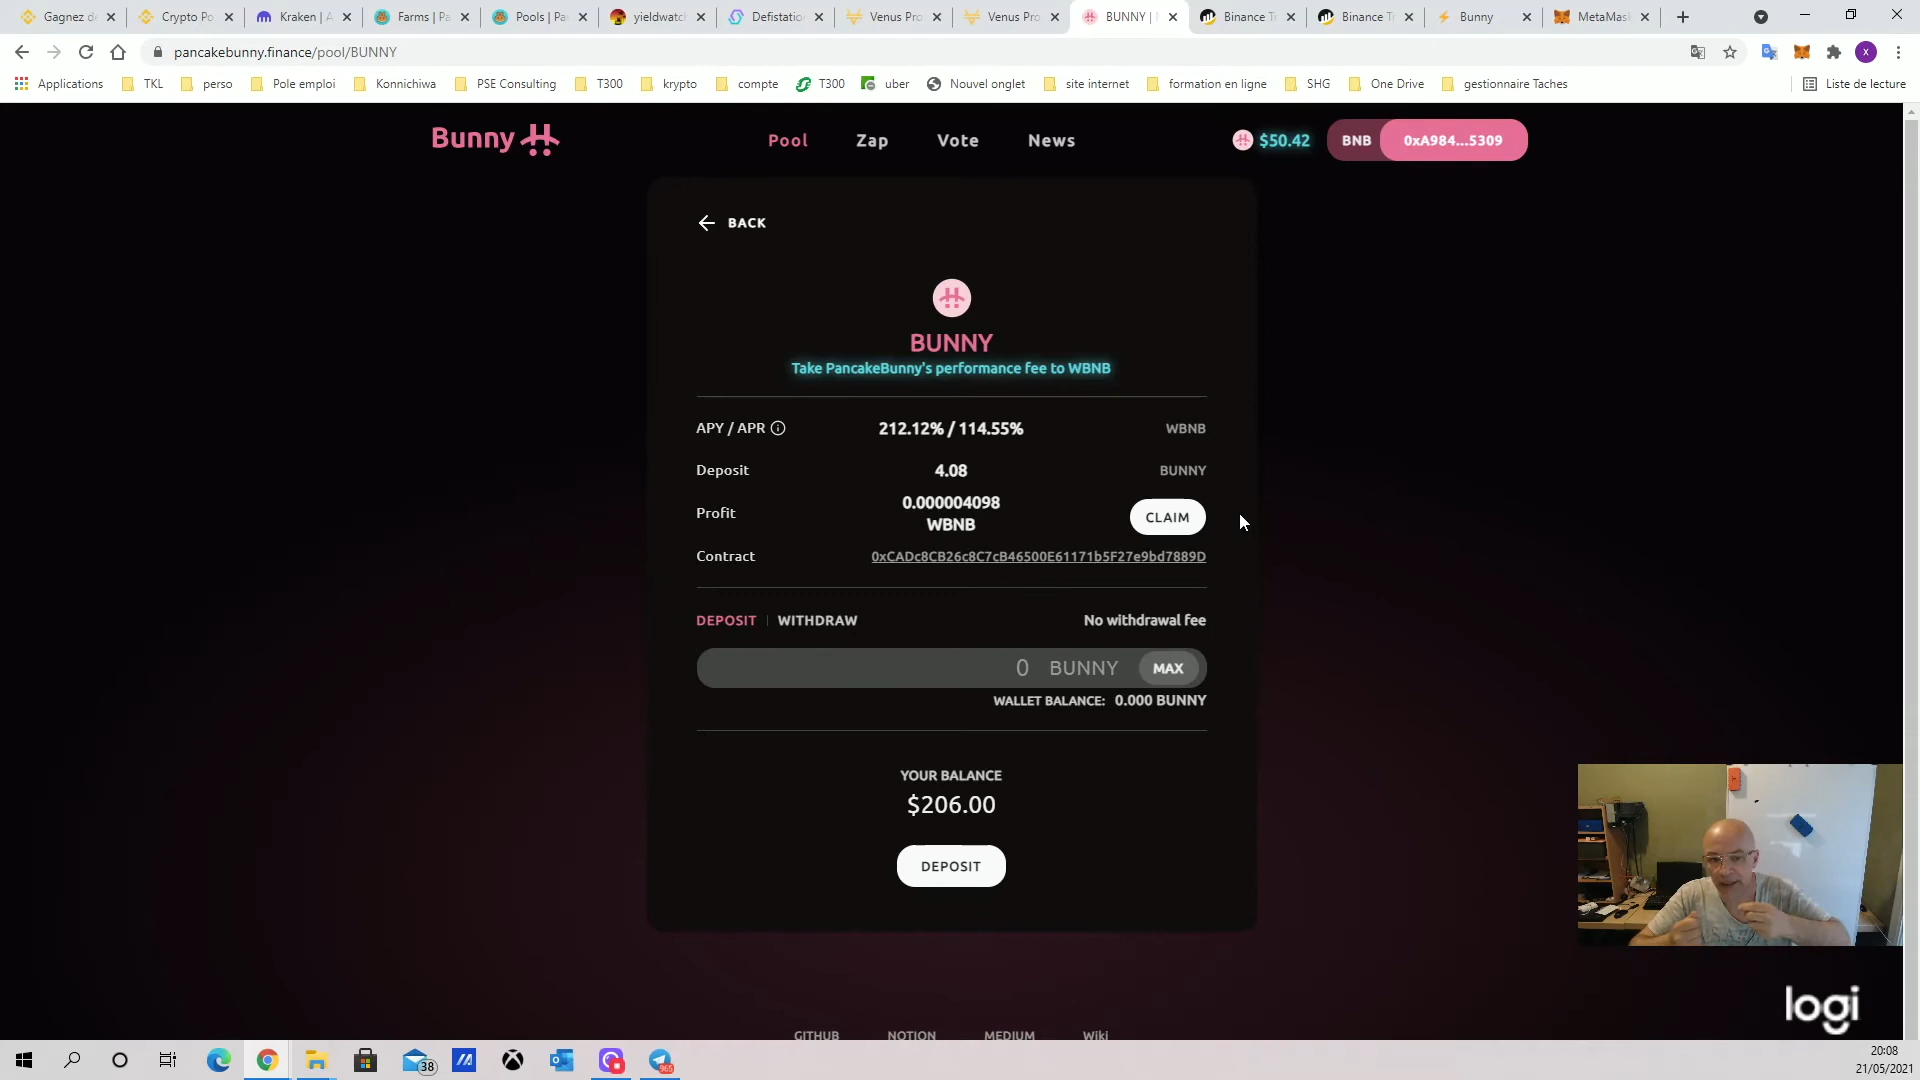 Gagnez d
Crypto Po
Kraken | A
Farms | Pa
Pools | Pa
yieldwatc
Defistatio
Venus Pro
Venus Pro
BUNNY |
Binance T
Binance T
Bunny
MetaMas
pancakebunny.finance/pool/BUNNY
X
Applications
TKL
perso
Pole emploi
Konnichiwa
PSE Consulting
T300
krypto
compte
T300
uber
Nouvel onglet
site internet
formation en ligne
SHG
One Drive
gestionnaire Taches
Liste de lecture
Bunny
Pool
Zap
Vote
News
$50.42
BNB
0xA984...5309
BACK
BUNNY
Take PancakeBunny's performance fee to WBNB
APY / APR
212.12% / 114.55%
WBNB
Deposit
4.08
BUNNY
Profit
0.000004098
WBNB
CLAIM
Contract
0xCADc8CB26c8C7cB46500E61171b5F27e9bd7889D
DEPOSIT | WITHDRAW
No withdrawal fee
0 BUNNY
MAX
WALLET BALANCE: 0.000 BUNNY
YOUR BALANCE
$206.00
DEPOSIT
logi
GITHUB
NOTION
MEDIUM
Wiki
38
965
20:08
21/05/2021